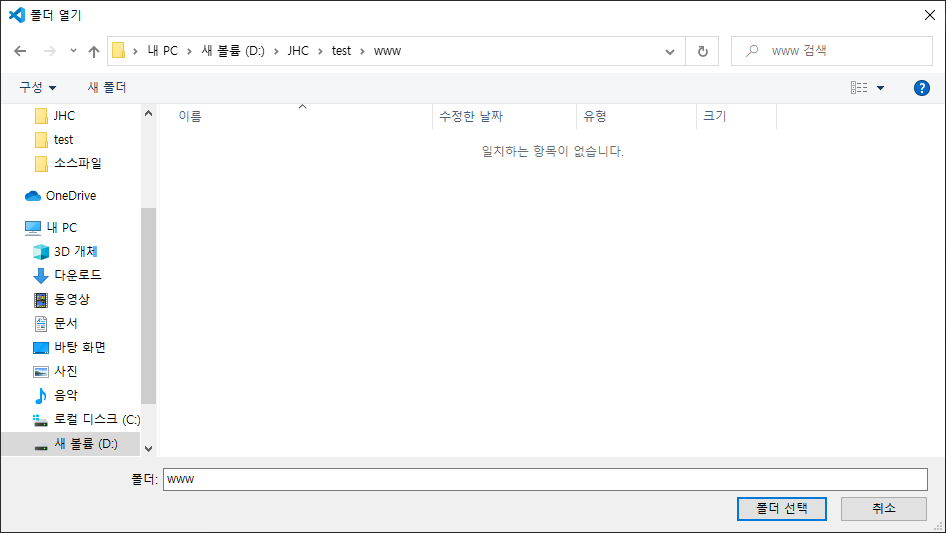 폴더 열기
내 PC > 새 볼륨 (D:) > JHC > test > www
www 검색
구성
새 폴더
JHC
test
소스파일
OneDrive
내 PC
3D 개체
다운로드
동영상
문서
바탕 화면
사진
음악
로컬 디스크 (C:)
새 볼륨 (D:)
이름 수정한 날짜 유형 크기
일치하는 항목이 없습니다.
폴더: www
폴더 선택 취소